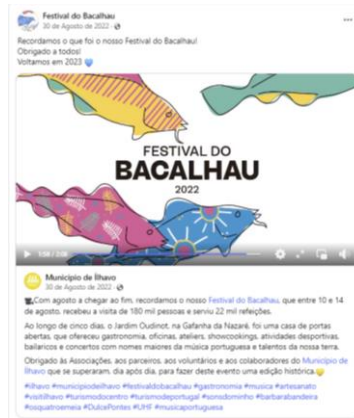 Festival do Bacalhau
30 de Agosto de 2022 ·
Recordamos o que foi o nosso Festival do Bacalhau!
Obrigado a todos!
Voltamos em 2023 💙
FESTIVAL DO
BACALHAU
2022
1:58 / 2:08
Município de Ílhavo
30 de Agosto de 2022 ·
Com agosto a chegar ao fim, recordamos o nosso Festival do Bacalhau, que entre 10 e 14
de agosto, recebeu a visita de 180 mil pessoas e serviu 22 mil refeições.
Ao longo de cinco dias, o Jardim Oudinot, na Gafanha da Nazaré, foi uma casa de portas
abertas, que ofereceu gastronomia, oficinas, ateliers, showcookings, atividades desportivas,
bailaricos e concertos com nomes maiores da música portuguesa e talentos da nossa terra.
Obrigado às Associações, aos parceiros, aos voluntários e aos colaboradores do Município de
Ílhavo que se superaram, dia após dia, para fazer deste evento uma edição histórica.
#ilhavo #municipiodeilhavo #festivaldobacalhau #gastronomia #musica #artesanato
#visitilhavo #turismodocentro #turismodeportugal #sonsdominho #barbarabandeira
#osquatroemeia #DulcePontes #UHF #musicaportuguesa